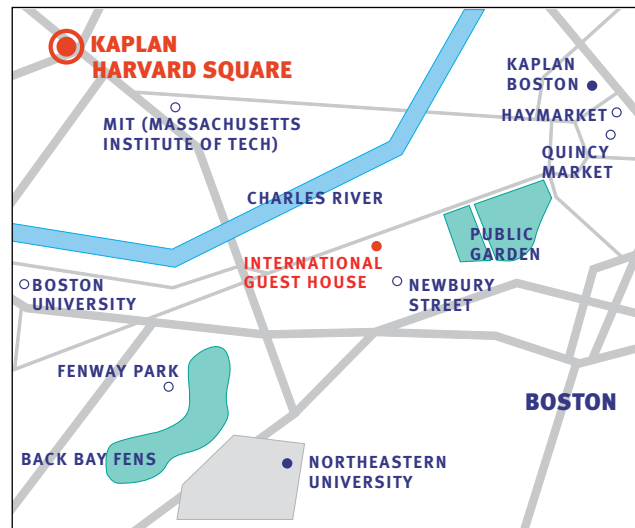 KAPLAN
HARVARD SQUARE
KAPLAN
BOSTON
HAYMARKET
MIT (MASSACHUSETTS
INSTITUTE OF TECH)
QUINCY
MARKET
CHARLES RIVER
PUBLIC
GARDEN
INTERNATIONAL
GUEST HOUSE
BOSTON
UNIVERSITY
NEWBURY
STREET
FENWAY PARK
BOSTON
BACK BAY FENS
NORTHEASTERN
UNIVERSITY